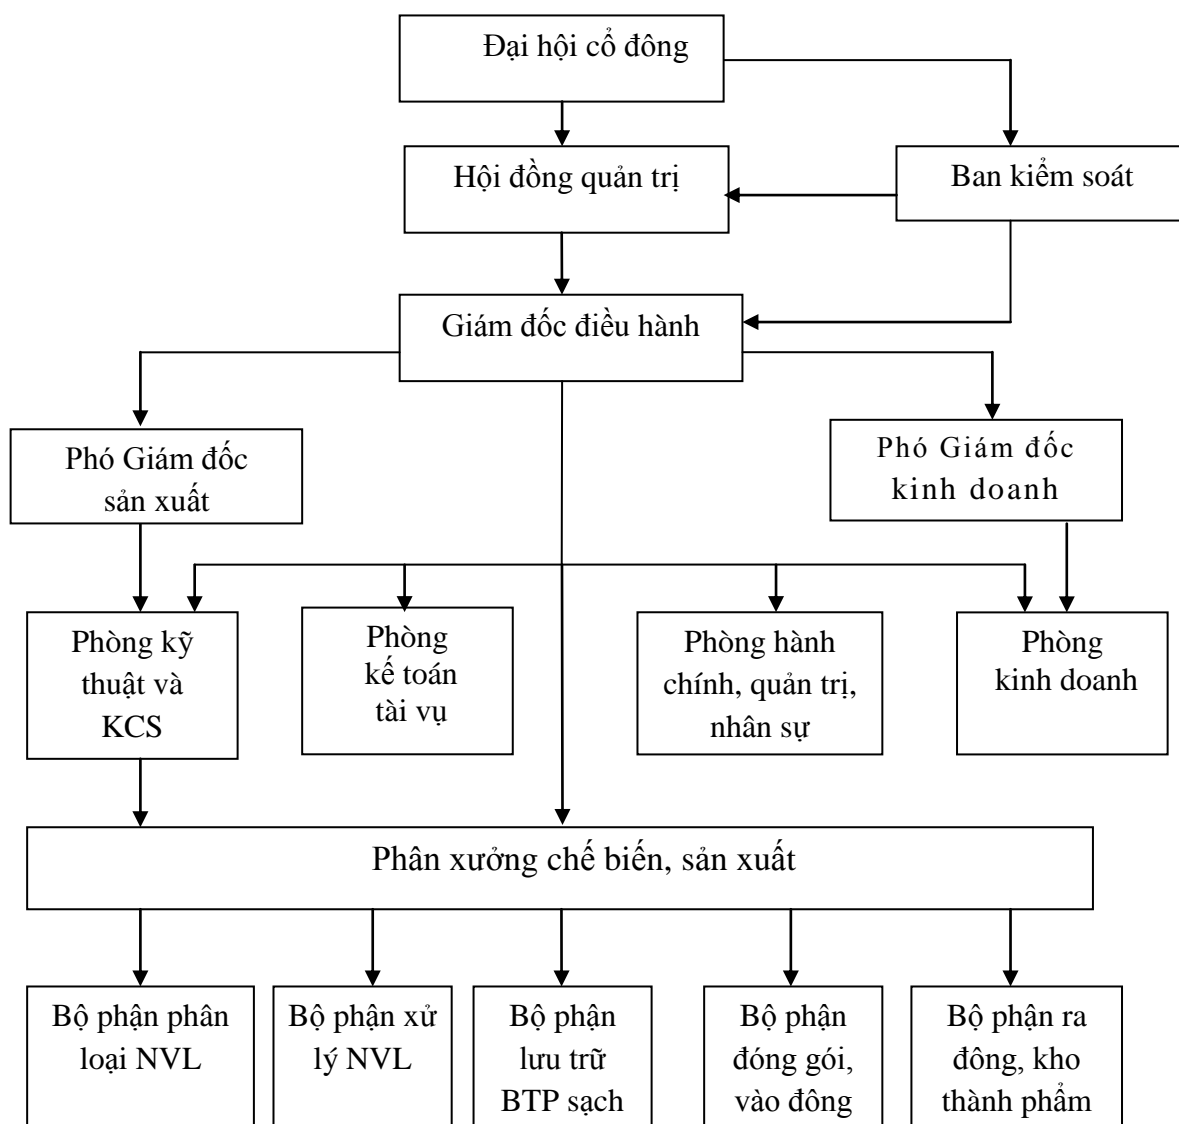 Đại hội cổ đông
Hội đồng quản trị
Ban kiểm soát
Giám đốc điều hành
Phó Giám đốc
sản xuất
Phó Giám đốc
kinh doanh
Phòng kỹ
thuật và
KCS
Phòng
kế toán
tài vụ
Phòng hành
chính, quản trị,
nhân sự
Phòng
kinh doanh
Phân xưởng chế biến, sản xuất
Bộ phận phân
loại NVL
Bộ phận xử
lý NVL
Bộ phận
lưu trữ
BTP sạch
Bộ phận
đóng gói,
vào đông
Bộ phận ra
đông, kho
thành phẩm